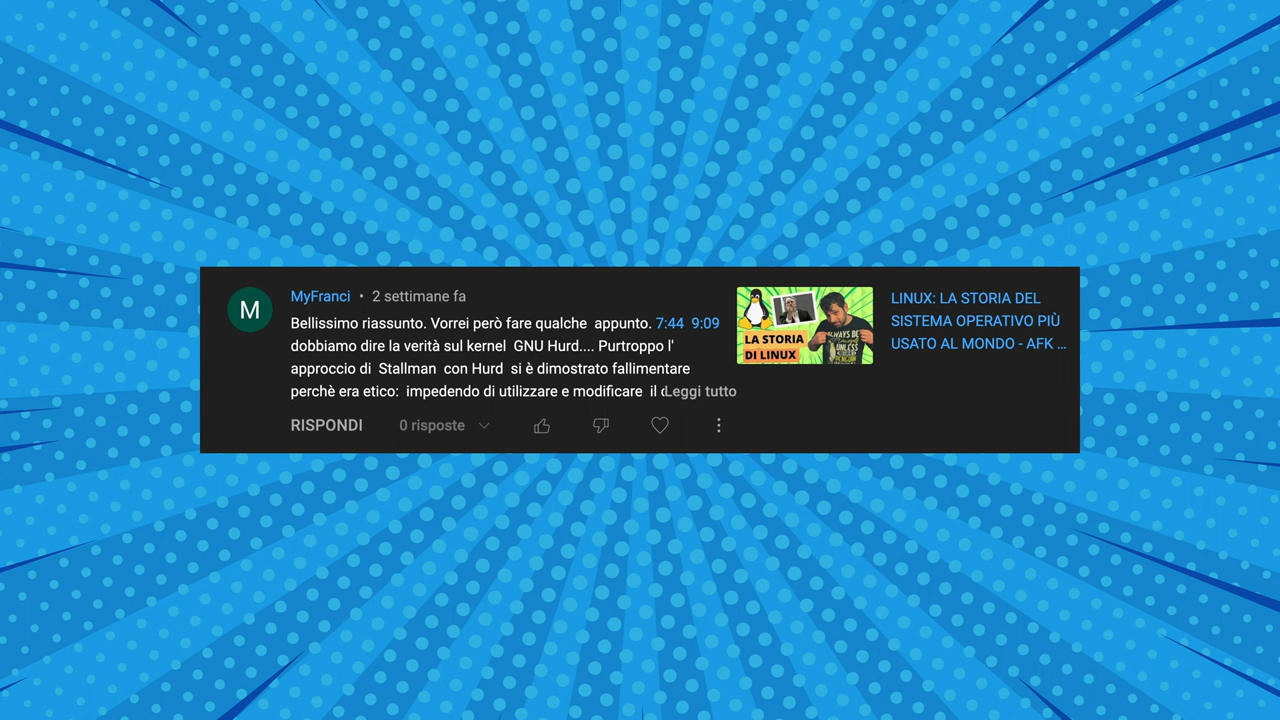 M
MyFranci • 2 settimane fa
Bellissimo riassunto. Vorrei però fare qualche appunto. 7:44 9:09
dobbiamo dire la verità sul kernel GNU Hurd.... Purtroppo l'
approccio di Stallman con Hurd si è dimostrato fallimentare
perchè era etico: impedendo di utilizzare e modificare il Leggi tutto
RISPONDI 0 risposte
LA STORIA
DI LINUX
ALWAYS BE
UNLESS
LINUX: LA STORIA DEL
SISTEMA OPERATIVO PIÙ
USATO AL MONDO - AFK ...